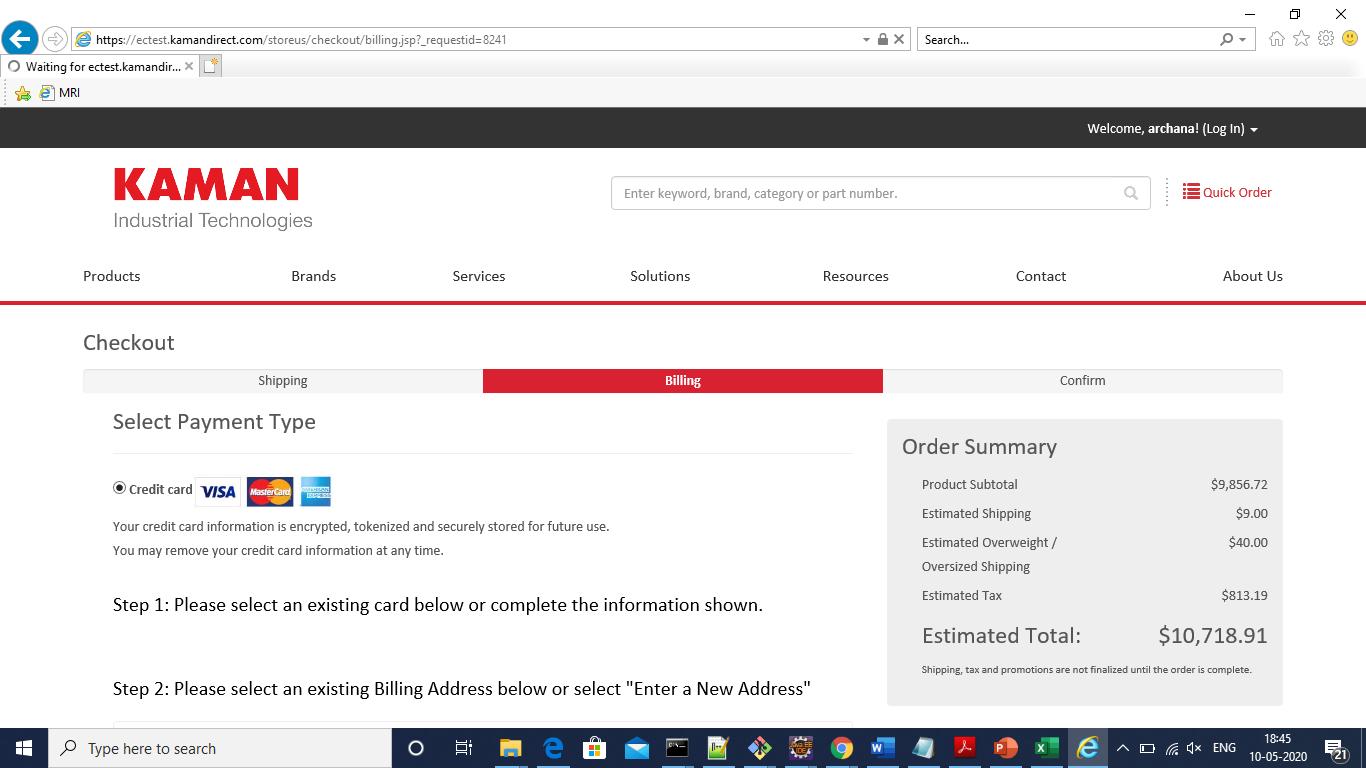 https://ectest.kamandirect.com/storeus/checkout/billing.jsp?_requestid=8241
Search...
Waiting for ectest.kamandir...
MRI
Welcome, archana! (Log In)
KAMAN
Industrial Technologies
Enter keyword, brand, category or part number.
Quick Order
Products Brands Services Solutions Resources Contact About Us
Checkout
Shipping Billing Confirm
Select Payment Type
Credit card VISA MasterCard AMERICAN EXPRESS
Your credit card information is encrypted, tokenized and securely stored for future use.
You may remove your credit card information at any time.
Step 1: Please select an existing card below or complete the information shown.
Step 2: Please select an existing Billing Address below or select "Enter a New Address"
Order Summary
Product Subtotal $9,856.72
Estimated Shipping $9.00
Estimated Overweight / $40.00
Oversized Shipping
Estimated Tax $813.19
Estimated Total: $10,718.91
Shipping, tax and promotions are not finalized until the order is complete.
Type here to search
ENG
18:45
10-05-2020
21